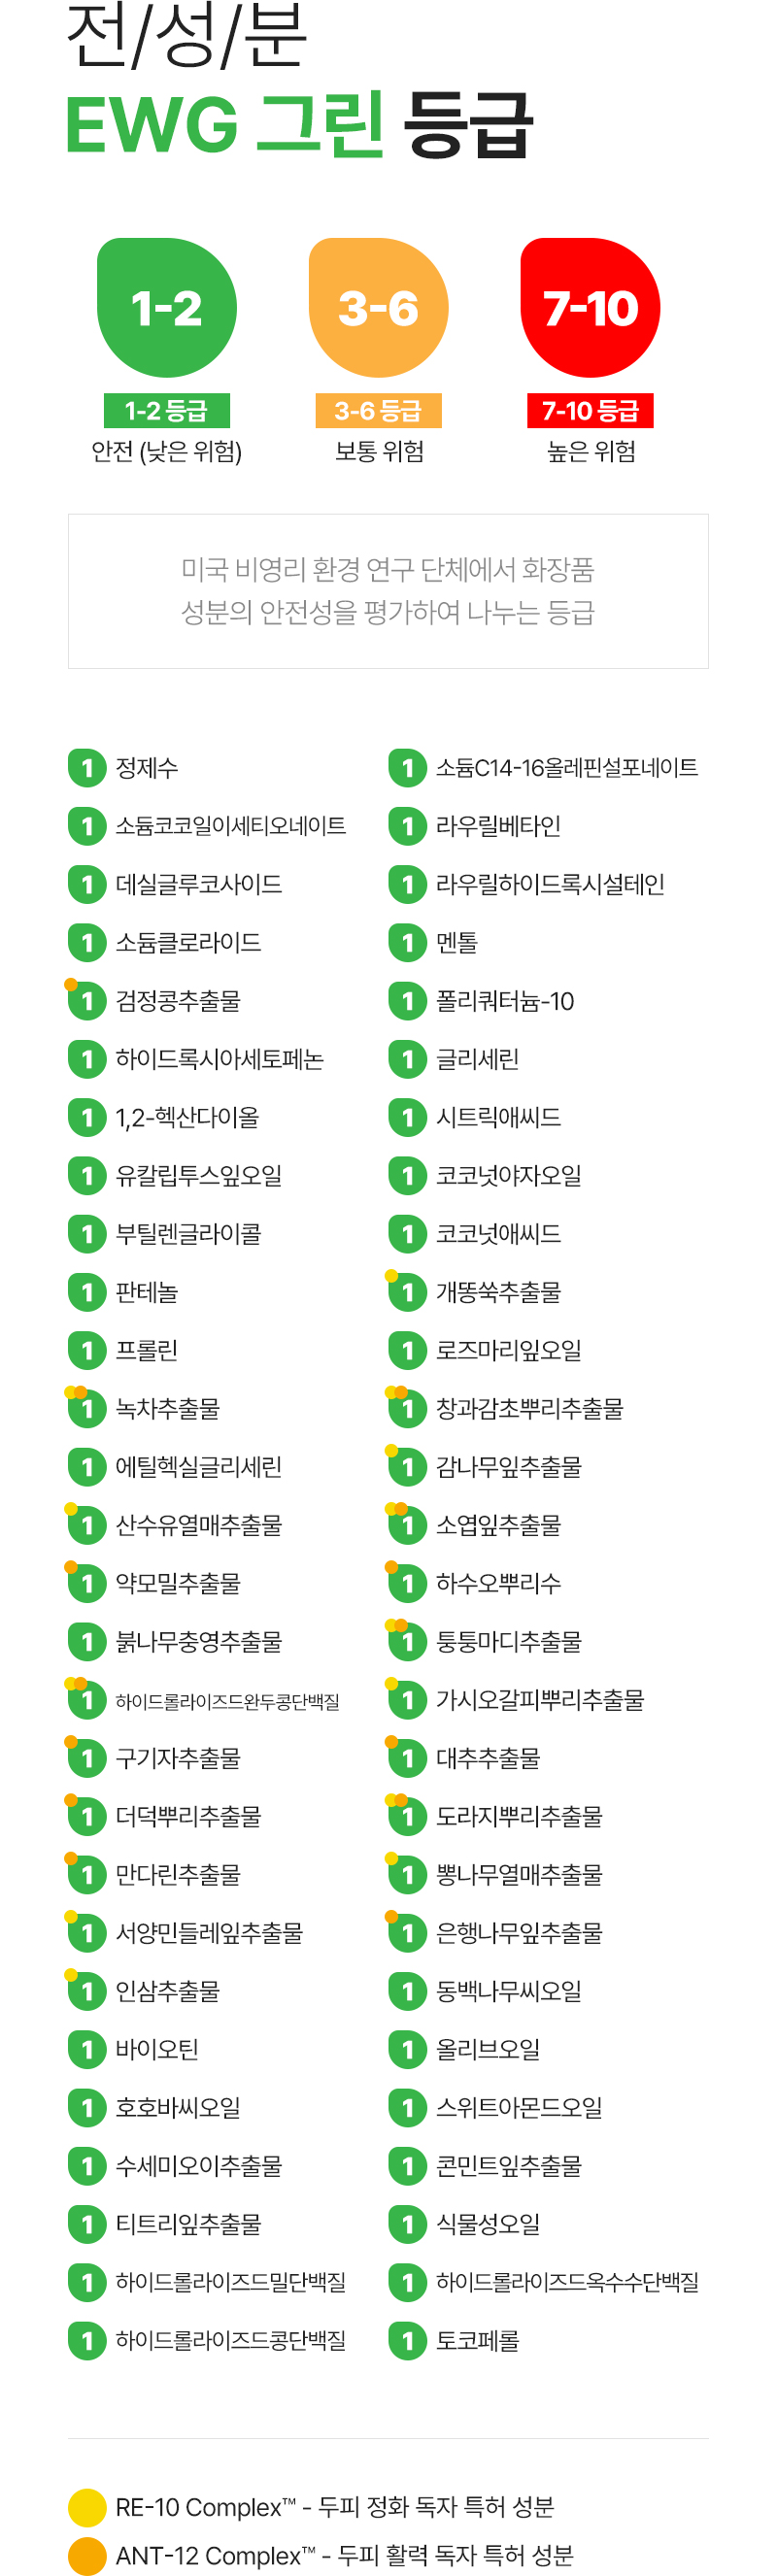 전/성/분
EWG 그린 등급
1-2 3-6 7-10
1-2 등급 3-6 등급 7-10 등급
안전 (낮은 위험) 보통 위험 높은 위험
미국 비영리 환경 연구 단체에서 화장품
성분의 안전성을 평가하여 나누는 등급
1 정제수 1 소듐C14-16올레핀설포네이트
1 소듐코코일이세티오네이트 1 라우릴베타인
1 데실글루코사이드 1 라우릴하이드록시설테인
1 소듐클로라이드 1 멘톨
1 검정콩추출물 1 폴리쿼터늄-10
1 하이드록시아세토페논 1 글리세린
1 1,2-헥산다이올 1 시트릭애씨드
1 유칼립투스잎오일 1 코코넛야자오일
1 부틸렌글라이콜 1 코코넛애씨드
1 판테놀 1 개똥쑥추출물
1 프롤린 1 로즈마리잎오일
1 녹차추출물 1 창과감초뿌리추출물
1 에틸헥실글리세린 1 감나무잎추출물
1 산수유열매추출물 1 소엽잎추출물
1 약모밀추출물 1 하수오뿌리수
1 붉나무충영추출물 1 퉁퉁마디추출물
1 하이드롤라이즈드완두콩단백질 1 가시오갈피뿌리추출물
1 구기자추출물 1 대추추출물
1 더덕뿌리추출물 1 도라지뿌리추출물
1 만다린추출물 1 뽕나무열매추출물
1 서양민들레잎추출물 1 은행나무잎추출물
1 인삼추출물 1 동백나무씨오일
1 바이오틴 1 올리브오일
1 호호바씨오일 1 스위트아몬드오일
1 수세미오이추출물 1 콘민트잎추출물
1 티트리잎추출물 1 식물성오일
1 하이드롤라이즈드밀단백질 1 하이드롤라이즈드옥수수단백질
1 하이드롤라이즈드콩단백질 1 토코페롤
RE-10 Complex™ - 두피 정화 독자 특허 성분
ANT-12 Complex™ - 두피 활력 독자 특허 성분